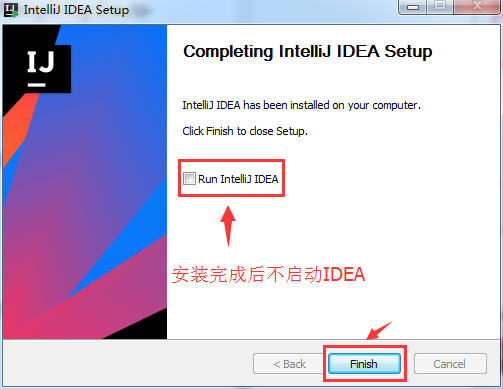 IntelliJ IDEA Setup
IJ
Completing IntelliJ IDEA Setup
IntelliJ IDEA has been installed on your computer.
Click Finish to close Setup.
Run IntelliJ IDEA
安装完成后不启动IDEA
< Back
Finish
Cancel